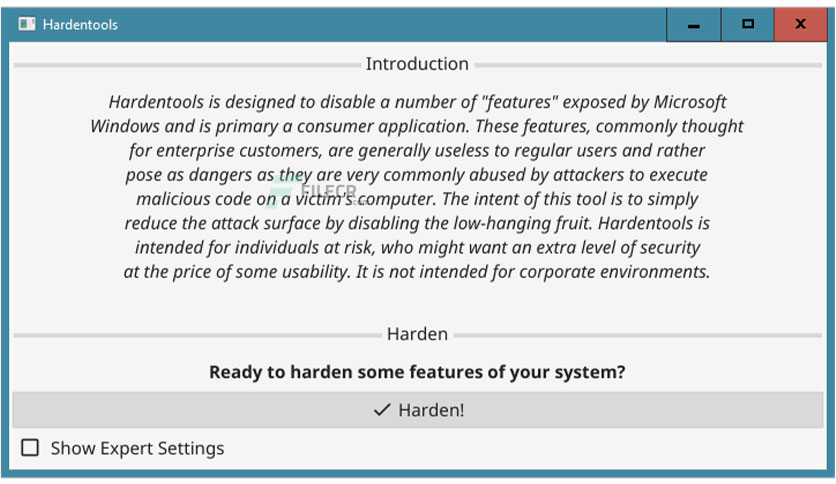 Hardentools
Introduction
Hardentools is designed to disable a number of "features" exposed by Microsoft
Windows and is primary a consumer application. These features, commonly thought
for enterprise customers, are generally useless to regular users and rather
pose as dangers as they are very commonly abused by attackers to execute
malicious code on a victim's computer. The intent of this tool is to simply
reduce the attack surface by disabling the low-hanging fruit. Hardentools is
intended for individuals at risk, who might want an extra level of security
at the price of some usability. It is not intended for corporate environments.
FILECR
.com
Harden
Ready to harden some features of your system?
Harden!
Show Expert Settings